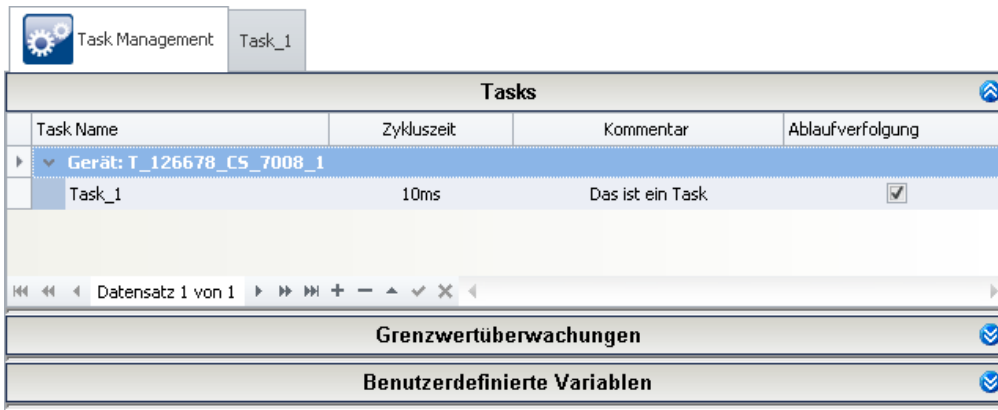 Task Management Task_1
Tasks
Task Name Zykluszeit Kommentar Ablaufverfolgung
Gerät: T_126678_CS_7008_1
Task_1 10ms Das ist ein Task
Datensatz 1 von 1
Grenzwertüberwachungen
Benutzerdefinierte Variablen